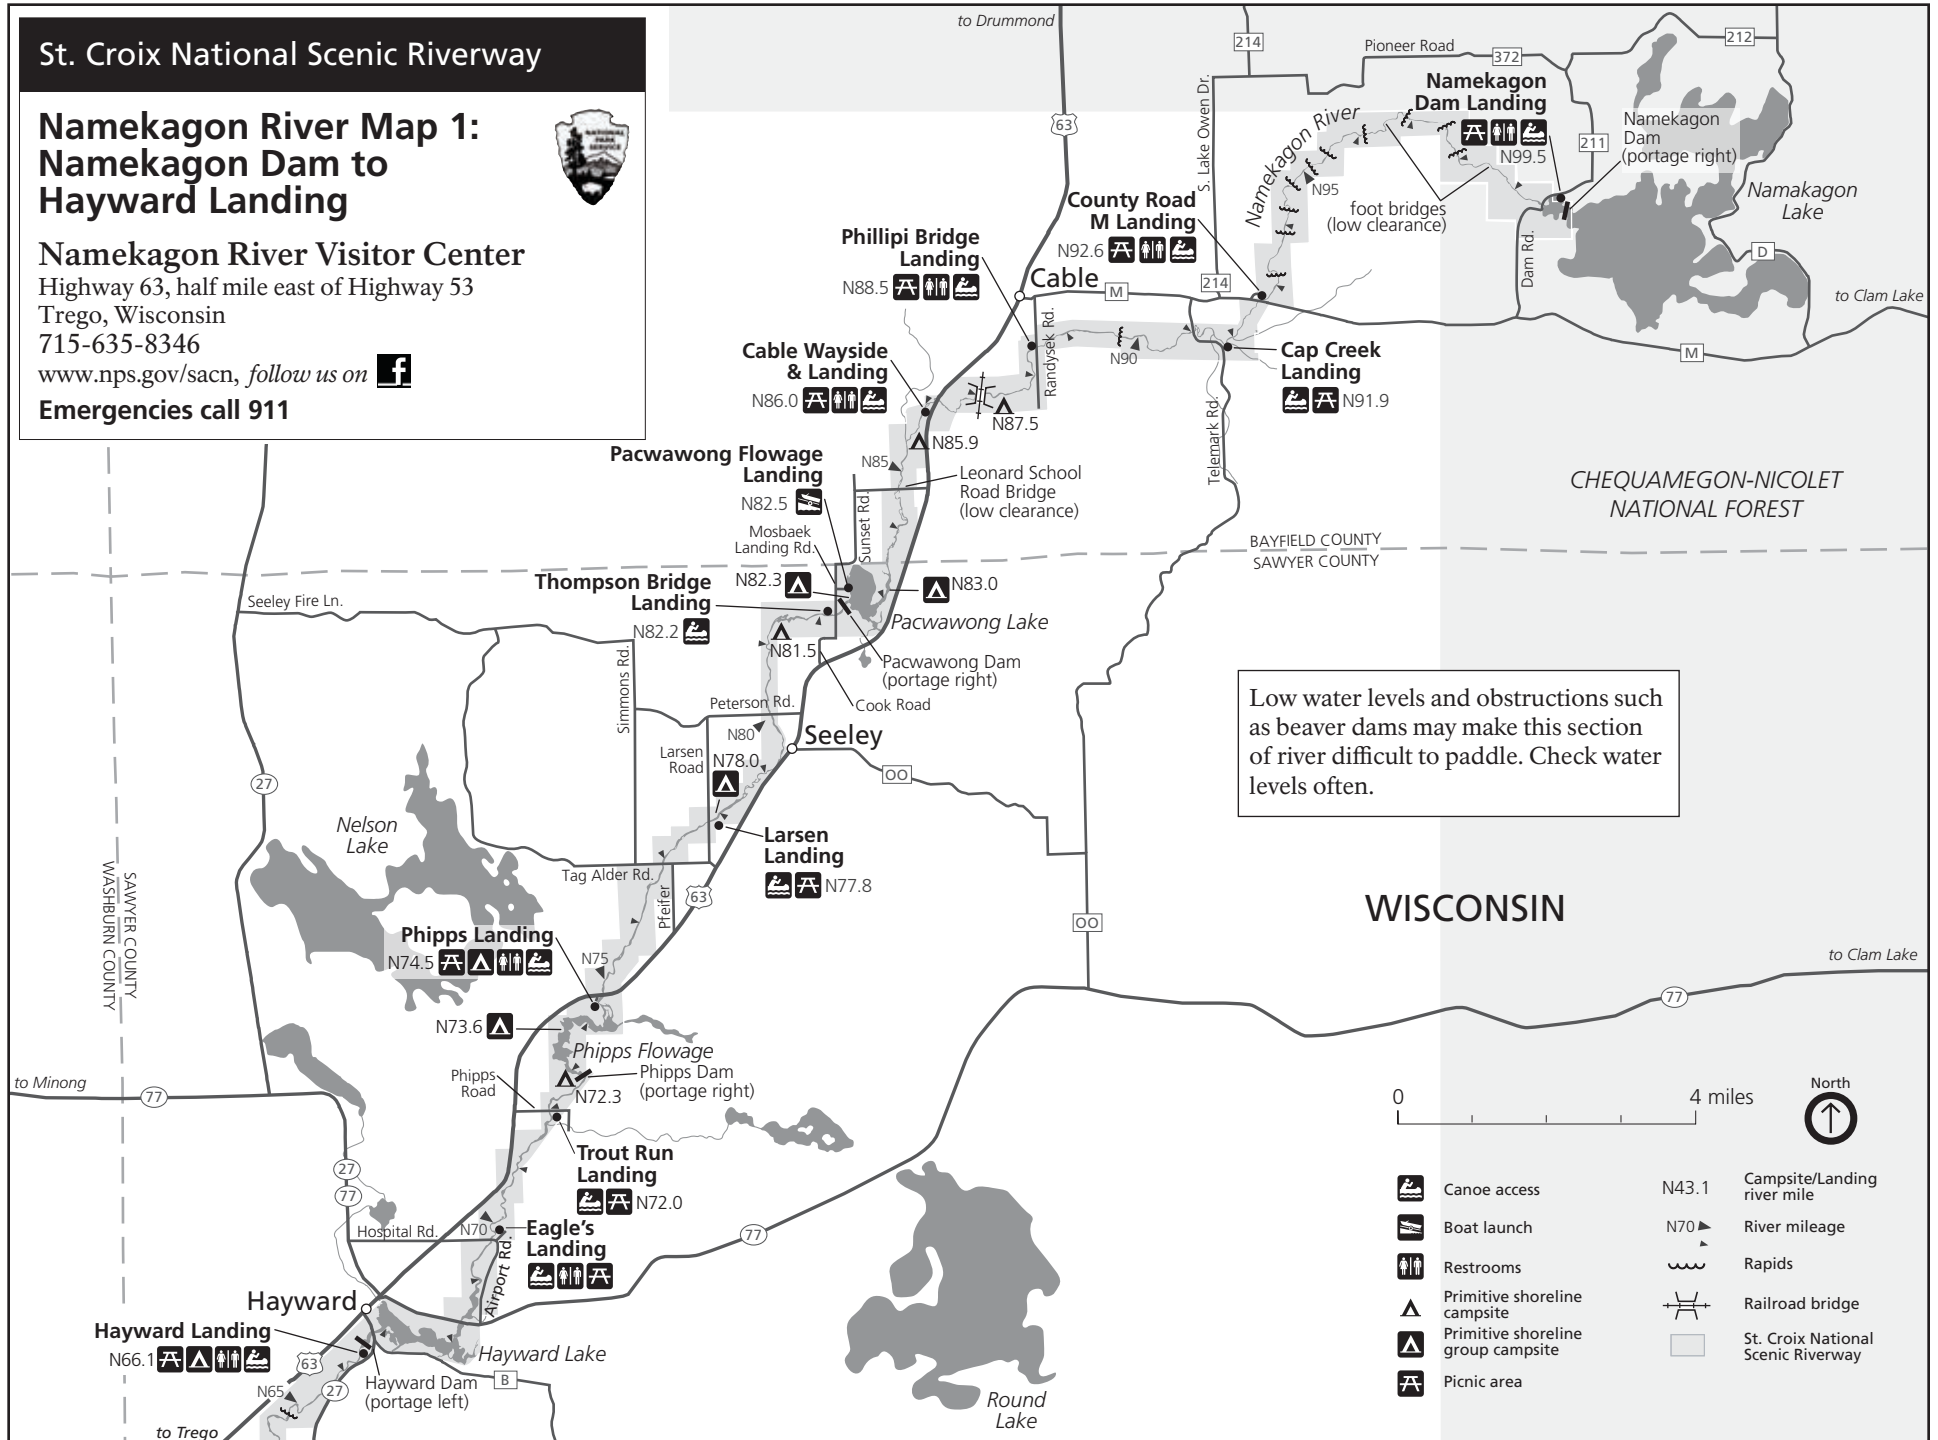 St. Croix National Scenic Riverway
Namekagon River Map 1:
Namekagon Dam to
Hayward Landing
NATIONAL
PARK
SERVICE
Namekagon River Visitor Center
Highway 63, half mile east of Highway 53
Trego, Wisconsin
715-635-8346
www.nps.gov/sacn, follow us on f
Emergencies call 911
to Drummond
63
214
S. Lake Owen Dr.
214
Pioneer Road
372
212
211
Namekagon
Dam Landing
N99.5
Namekagon
Dam
(portage right)
Namakagon
Lake
D
to Clam Lake
Dam Rd.
M
foot bridges
(low clearance)
Namekagon River
N95
County Road
M Landing
N92.6
Phillipi Bridge
Landing
N88.5
Cable
M
Randysek Rd.
N90
Cap Creek
Landing
N91.9
Telemark Rd.
Cable Wayside
& Landing
N86.0
N87.5
N85.9
N85
Leonard School
Road Bridge
(low clearance)
Pacwawong Flowage
Landing
N82.5
Sunset Rd.
Mosbaek
Landing Rd.
CHEQUAMEGON-NICOLET
NATIONAL FOREST
BAYFIELD COUNTY
SAWYER COUNTY
Thompson Bridge
Landing
N82.2
N82.3
N83.0
Pacwawong Lake
N81.5
Pacwawong Dam
(portage right)
Cook Road
Seeley Fire Ln.
Simmons Rd.
Peterson Rd.
N80
Seeley
OO
Larsen
Road
N78.0
Larsen
Landing
N77.8
27
Nelson
Lake
Tag Alder Rd.
Pfeifer
63
SAWYER COUNTY
WASHBURN COUNTY
Low water levels and obstructions such
as beaver dams may make this section
of river difficult to paddle. Check water
levels often.
WISCONSIN
OO
to Clam Lake
77
Phipps Landing
N74.5
N75
N73.6
Phipps Flowage
Phipps Dam
(portage right)
Phipps
Road
N72.3
Trout Run
Landing
N72.0
to Minong
77
27
77
Hospital Rd.
N70
Eagle's
Landing
Airport Rd.
77
Hayward
Hayward Landing
N66.1
63
27
N65
to Trego
Hayward Dam
(portage left)
Hayward Lake
B
Round
Lake
0
4 miles
North
Canoe access
Boat launch
Restrooms
Primitive shoreline
campsite
Primitive shoreline
group campsite
Picnic area
N43.1
Campsite/Landing
river mile
N70
River mileage
Rapids
Railroad bridge
St. Croix National
Scenic Riverway